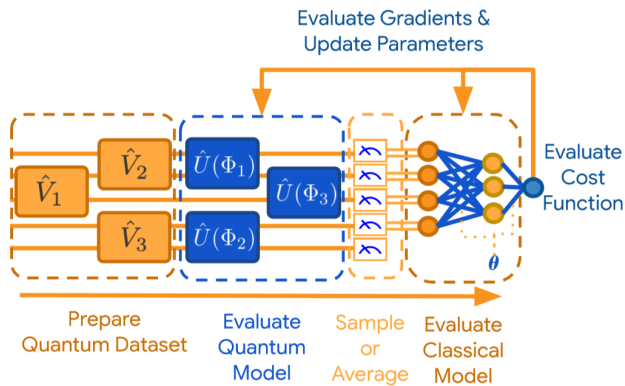 Evaluate Gradients &
Update Parameters
V̂₁
V̂₂
V̂₃
Û(Φ₁)
Û(Φ₂)
Û(Φ₃)
Evaluate
Cost
Function
θ
Prepare
Quantum Dataset
Evaluate
Quantum
Model
Sample
or
Average
Evaluate
Classical
Model